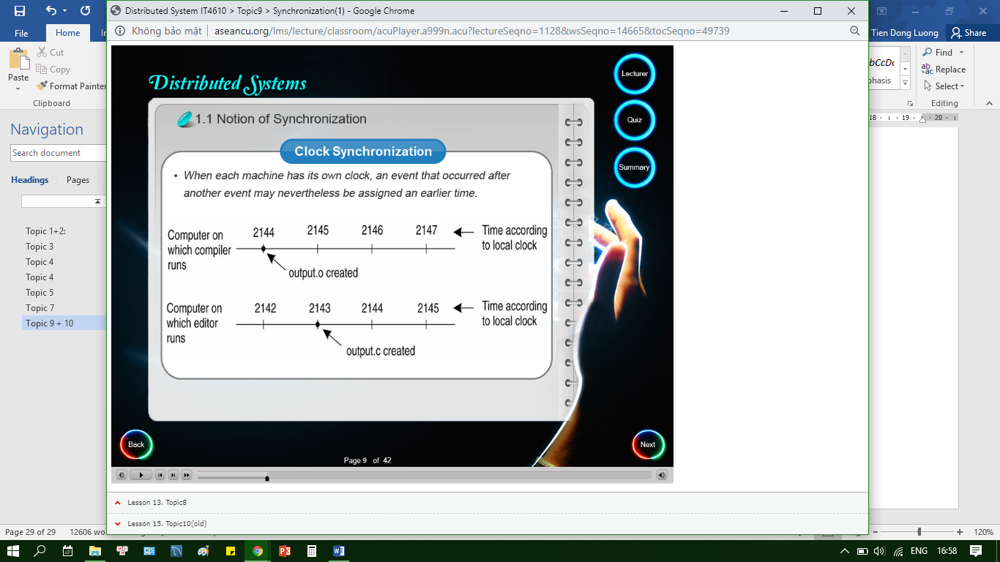 Distributed System IT4610 > Topic9 > Synchronization(1) - Google Chrome
Không bảo mật | aseancu.org/lms/lecture/classroom/acuPlayer.a999n.acu?lectureSeqno=1128&wsSeqno=14665&tocSeqno=49739
File
Home
Tien Dong Luong
Share
Cut
Copy
Paste
Format Painter
Clipboard
Find
Replace
Select
Editing
18 19 20
Navigation
Search document
Headings
Pages
Topic 1+2:
Topic 3
Topic 4
Topic 4
Topic 5
Topic 7
Topic 9 + 10
Distributed Systems
Lecturer
Quiz
Summary
1.1 Notion of Synchronization
Clock Synchronization
• When each machine has its own clock, an event that occurred after
another event may nevertheless be assigned an earlier time.
Computer on
which compiler
runs
2144 2145 2146 2147
Time according
to local clock
output.o created
Computer on
which editor
runs
2142 2143 2144 2145
Time according
to local clock
output.c created
Back
Page 9 of 42
Next
Lesson 13. Topic8
Lesson 15. Topic10(old)
Page 29 of 29
12606
120%
ENG
16:58